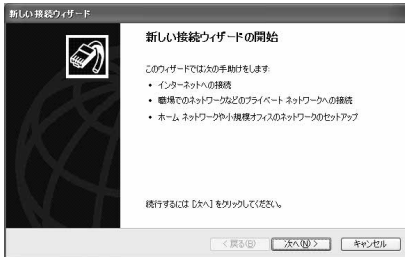 新しい接続ウィザード
新しい接続ウィザードの開始
このウィザードでは次の手助けをします:
• インターネットへの接続
• 職場でのネットワークなどのプライベート ネットワークへの接続
• ホーム ネットワークや小規模オフィスのネットワークのセットアップ
続行するには [次へ] をクリックしてください。
< 戻る(B)
次へ(N) >
キャンセル